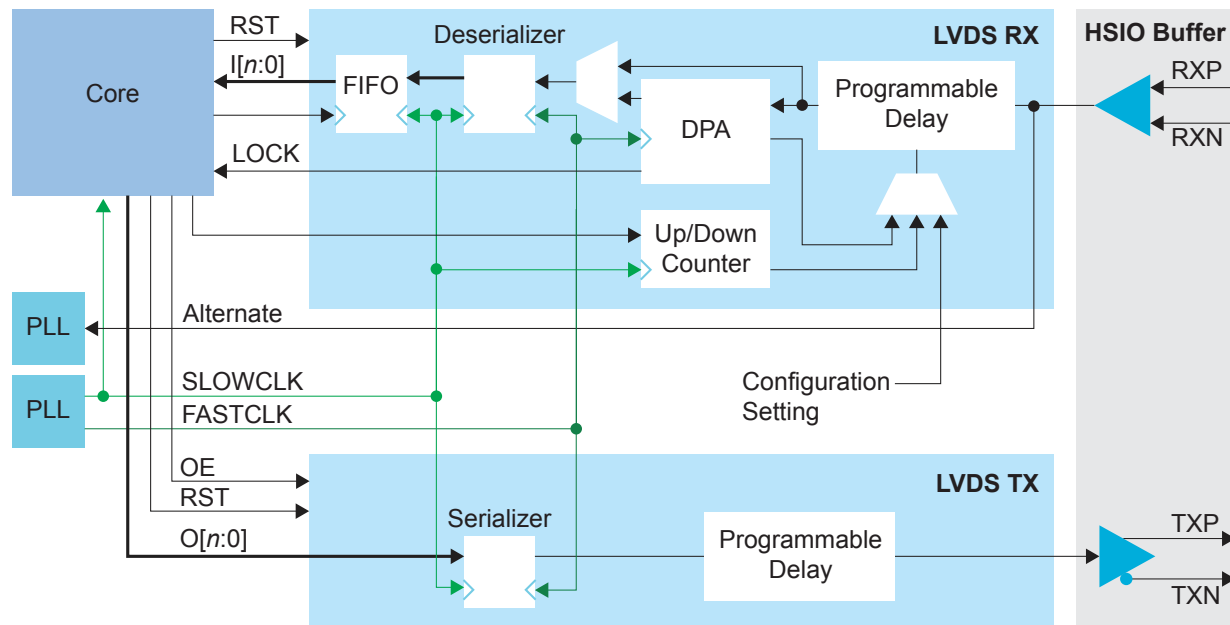 RST
Deserializer
LVDS RX
HSIO Buffer
I[n:0]
RXP
Core
FIFO
Programmable
Delay
DPA
RXN
LOCK
Up/Down
Counter
PLL
Alternate
SLOWCLK
Configuration
Setting
PLL
FASTCLK
OE
LVDS TX
RST
Serializer
TXP
O[n:0]
Programmable
Delay
TXN